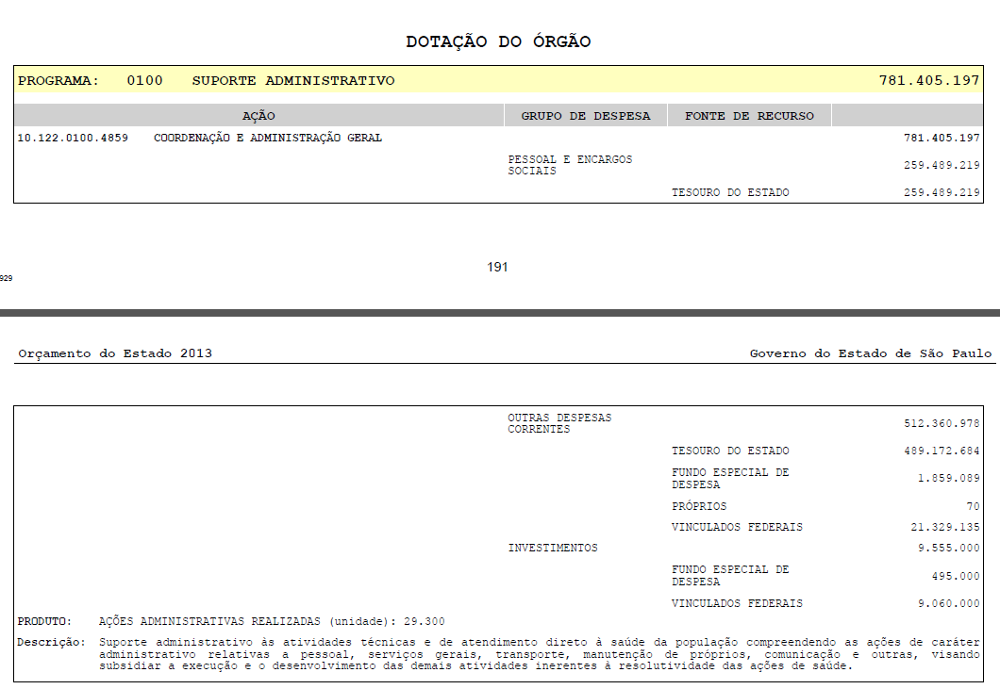 DOTAÇÃO DO ÓRGÃO
PROGRAMA: 0100 SUPORTE ADMINISTRATIVO 781.405.197
AÇÃO GRUPO DE DESPESA FONTE DE RECURSO
10.122.0100.4859 COORDENAÇÃO E ADMINISTRAÇÃO GERAL 781.405.197
PESSOAL E ENCARGOS
SOCIAIS 259.489.219
TESOURO DO ESTADO 259.489.219
191
929
Orçamento do Estado 2013 Governo do Estado de São Paulo
OUTRAS DESPESAS
CORRENTES 512.360.978
TESOURO DO ESTADO 489.172.684
FUNDO ESPECIAL DE
DESPESA 1.859.089
PRÓPRIOS 70
VINCULADOS FEDERAIS 21.329.135
INVESTIMENTOS 9.555.000
FUNDO ESPECIAL DE
DESPESA 495.000
VINCULADOS FEDERAIS 9.060.000
PRODUTO: AÇÕES ADMINISTRATIVAS REALIZADAS (unidade): 29.300
Descrição: Suporte administrativo às atividades técnicas e de atendimento direto à saúde da população compreendendo as ações de caráter
administrativo relativas a pessoal, serviços gerais, transporte, manutenção de próprios, comunicação e outras, visando
subsidiar a execução e o desenvolvimento das demais atividades inerentes à resolutividade das ações de saúde.